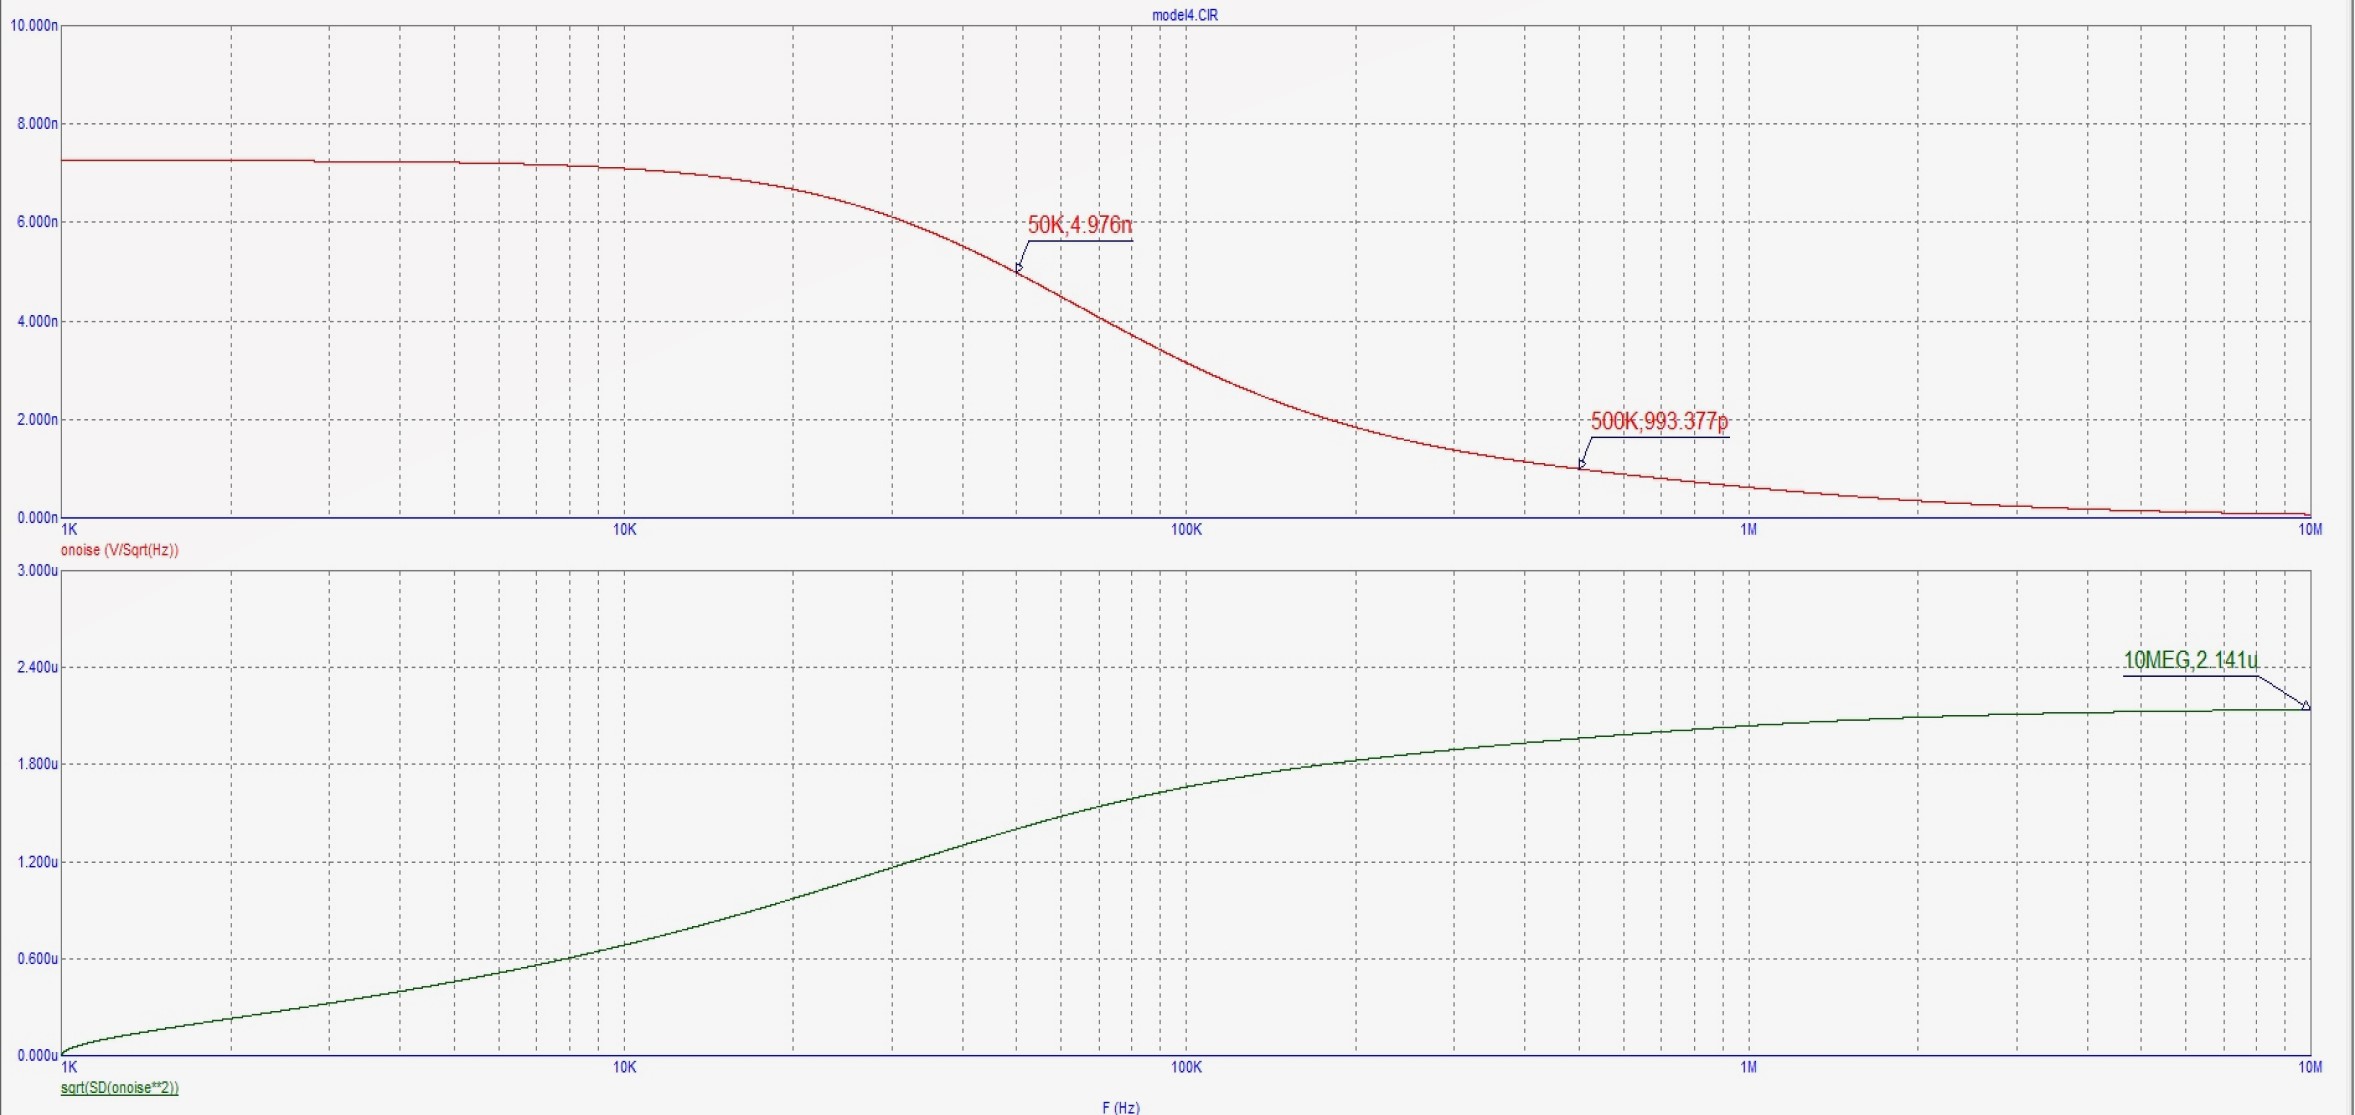 model4.CIR
10.000n
8.000n
6.000n
4.000n
2.000n
0.000n
50K,4.976n
500K,993.377p
1K 10K 100K 1M 10M
onoise (V/Sqrt(Hz))
3.000u
2.400u
1.800u
1.200u
0.600u
0.000u
10MEG,2.141u
1K 10K 100K 1M 10M
sqrt(SD(onoise**2))
F (Hz)